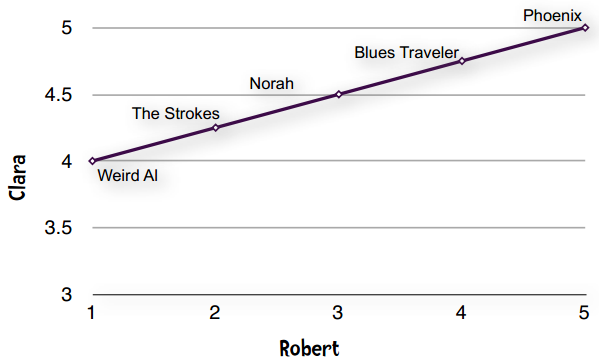 Phoenix
5
Blues Traveler
4.5
Norah
The Strokes
4
Weird Al
3.5
3
1 2 3 4 5
Clara
Robert